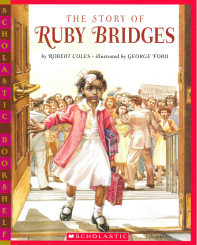 THE STORY OF
RUBY BRIDGES
by ROBERT COLES • illustrated by GEORGE FORD
SCHOLASTIC BOOKSHELF
SCHOLASTIC